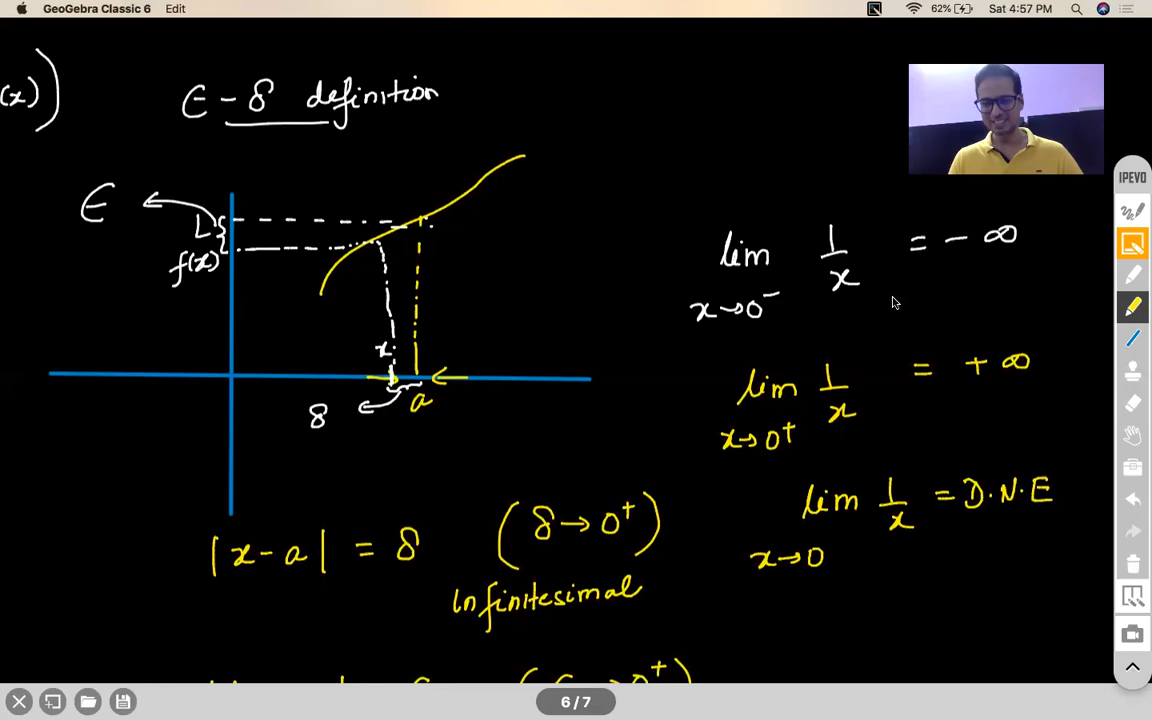 GeoGebra Classic 6 Edit
62% Sat 4:57 PM
(x))
ϵ - δ definition
IPEVO
ϵ
L
f(x)
x
δ
a
lim x→0⁻ 1/x = - ∞
lim x→0⁺ 1/x = + ∞
lim x→0 1/x = D.N.E
|x - a| = δ (δ → 0⁺)
infinitesimal
6 / 7